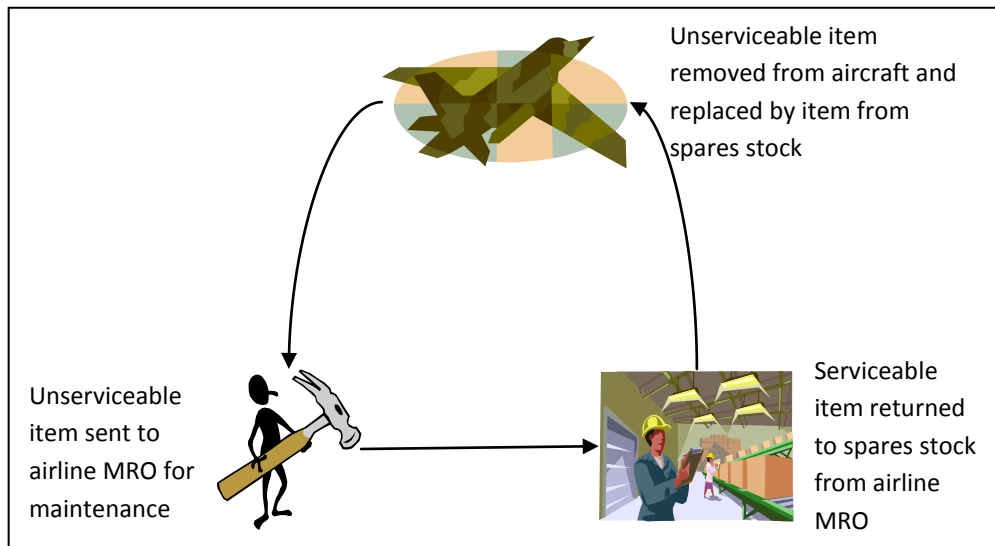 Unserviceable item
removed from aircraft and
replaced by item from
spares stock
Unserviceable
item sent to
airline MRO for
maintenance
Serviceable
item returned
to spares stock
from airline
MRO